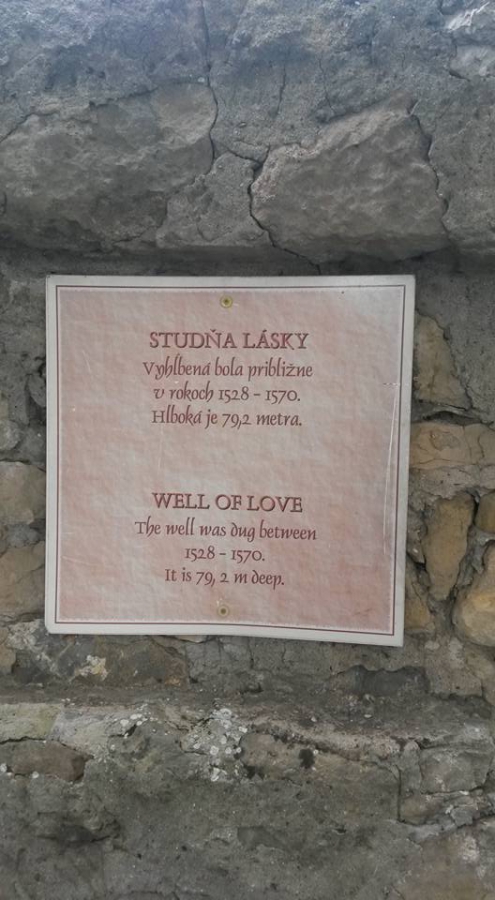 STUDŇA LÁSKY
Vyhĺbená bola približne
v rokoch 1528 - 1570.
Hlboká je 79,2 metra.
WELL OF LOVE
The well was dug between
1528 - 1570.
It is 79, 2 m deep.